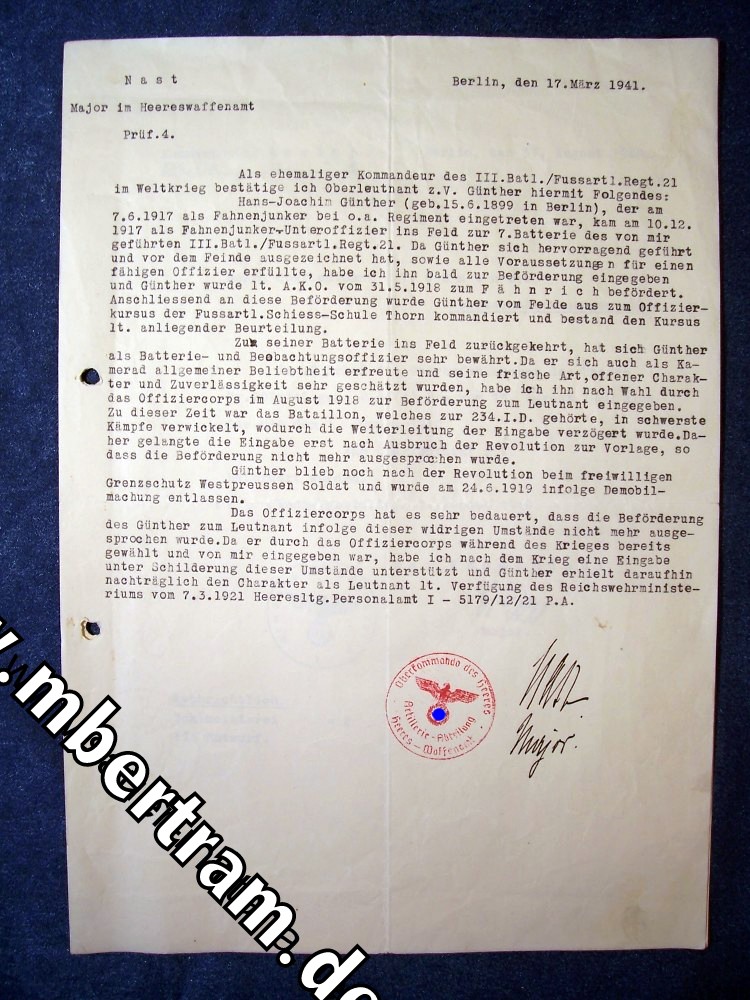 N a s t
Berlin, den 17.März 1941.
Major im Heereswaffenamt
Prüf.4.
Als ehemaliger Kommandeur des III.Batl./Fussartl.Regt.21
im Weltkrieg bestätige ich Oberleutnant z.V. Günther hiermit Folgendes:
Hans-Joachim Günther (geb.15.6.1899 in Berlin), der am
7.6.1917 als Fahnenjunker bei o.a. Regiment eingetreten war, kam am 10.12.
1917 als Fahnenjunker-Unteroffizier ins Feld zur 7.Batterie des von mir
geführten III.Batl./Fussartl.Regt.21. Da Günther sich hervorragend geführt
und vor dem Feinde ausgezeichnet hat, sowie alle Voraussetzungen für einen
fähigen Offizier erfüllte, habe ich ihn bald zur Beförderung eingegeben
und Günther wurde lt. A.K.O. vom 31.5.1918 zum F ä h n r i c h befördert.
Anschliessend an diese Beförderung wurde Günther vom Felde aus zum Offizier-
kursus der Fussartl.Schiess-Schule Thorn kommandiert und bestand den Kursus
lt. anliegender Beurteilung.
Zu seiner Batterie ins Feld zurückgekehrt, hat sich Günther
als Batterie- und Beobachtungsoffizier sehr bewährt.Da er sich auch als Ka-
merad allgemeiner Beliebtheit erfreute und seine frische Art,offener Charak-
ter und Zuverlässigkeit sehr geschätzt wurden, habe ich ihn nach Wahl durch
das Offiziercorps im August 1918 zur Beförderung zum Leutnant eingegeben.
Zu dieser Zeit war das Bataillon, welches zur 234.I.D. gehörte, in schwerste
Kämpfe verwickelt, wodurch die Weiterleitung der Eingabe verzögert wurde.Da-
her gelangte die Eingabe erst nach Ausbruch der Revolution zur Vorlage, so
dass die Beförderung nicht mehr ausgesprochen wurde.
Günther blieb noch nach der Revolution beim freiwilligen
Grenzschutz Westpreussen Soldat und wurde am 24.6.1919 infolge Demobil-
machung entlassen.
Das Offiziercorps hat es sehr bedauert, dass die Beförderung
des Günther zum Leutnant infolge dieser widrigen Umstände nicht mehr ausge-
sprochen wurde.Da er durch das Offiziercorps während des Krieges bereits
gewählt und von mir eingegeben war, habe ich nach dem Krieg eine Eingabe
unter Schilderung dieser Umstände unterstützt und Günther erhielt daraufhin
nachträglich den Charakter als Leutnant lt. Verfügung des Reichswehrministe-
riums vom 7.3.1921 Heeresltg.Personalamt I - 5179/12/21 P.A.
Oberkommando des Heeres
Artillerie-Abteilung
Heeres-Waffenamt
Nast
Major.
w.mbertram.de